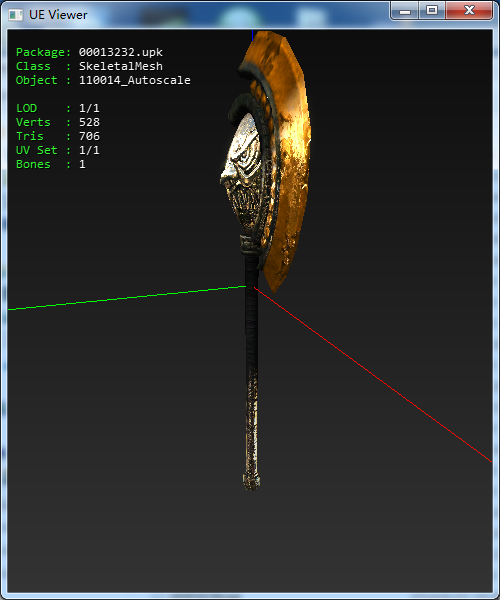 UE Viewer
Package: 00013232.upk
Class : SkeletalMesh
Object : 110014_Autoscale
LOD : 1/1
Verts : 528
Tris : 706
UV Set : 1/1
Bones : 1